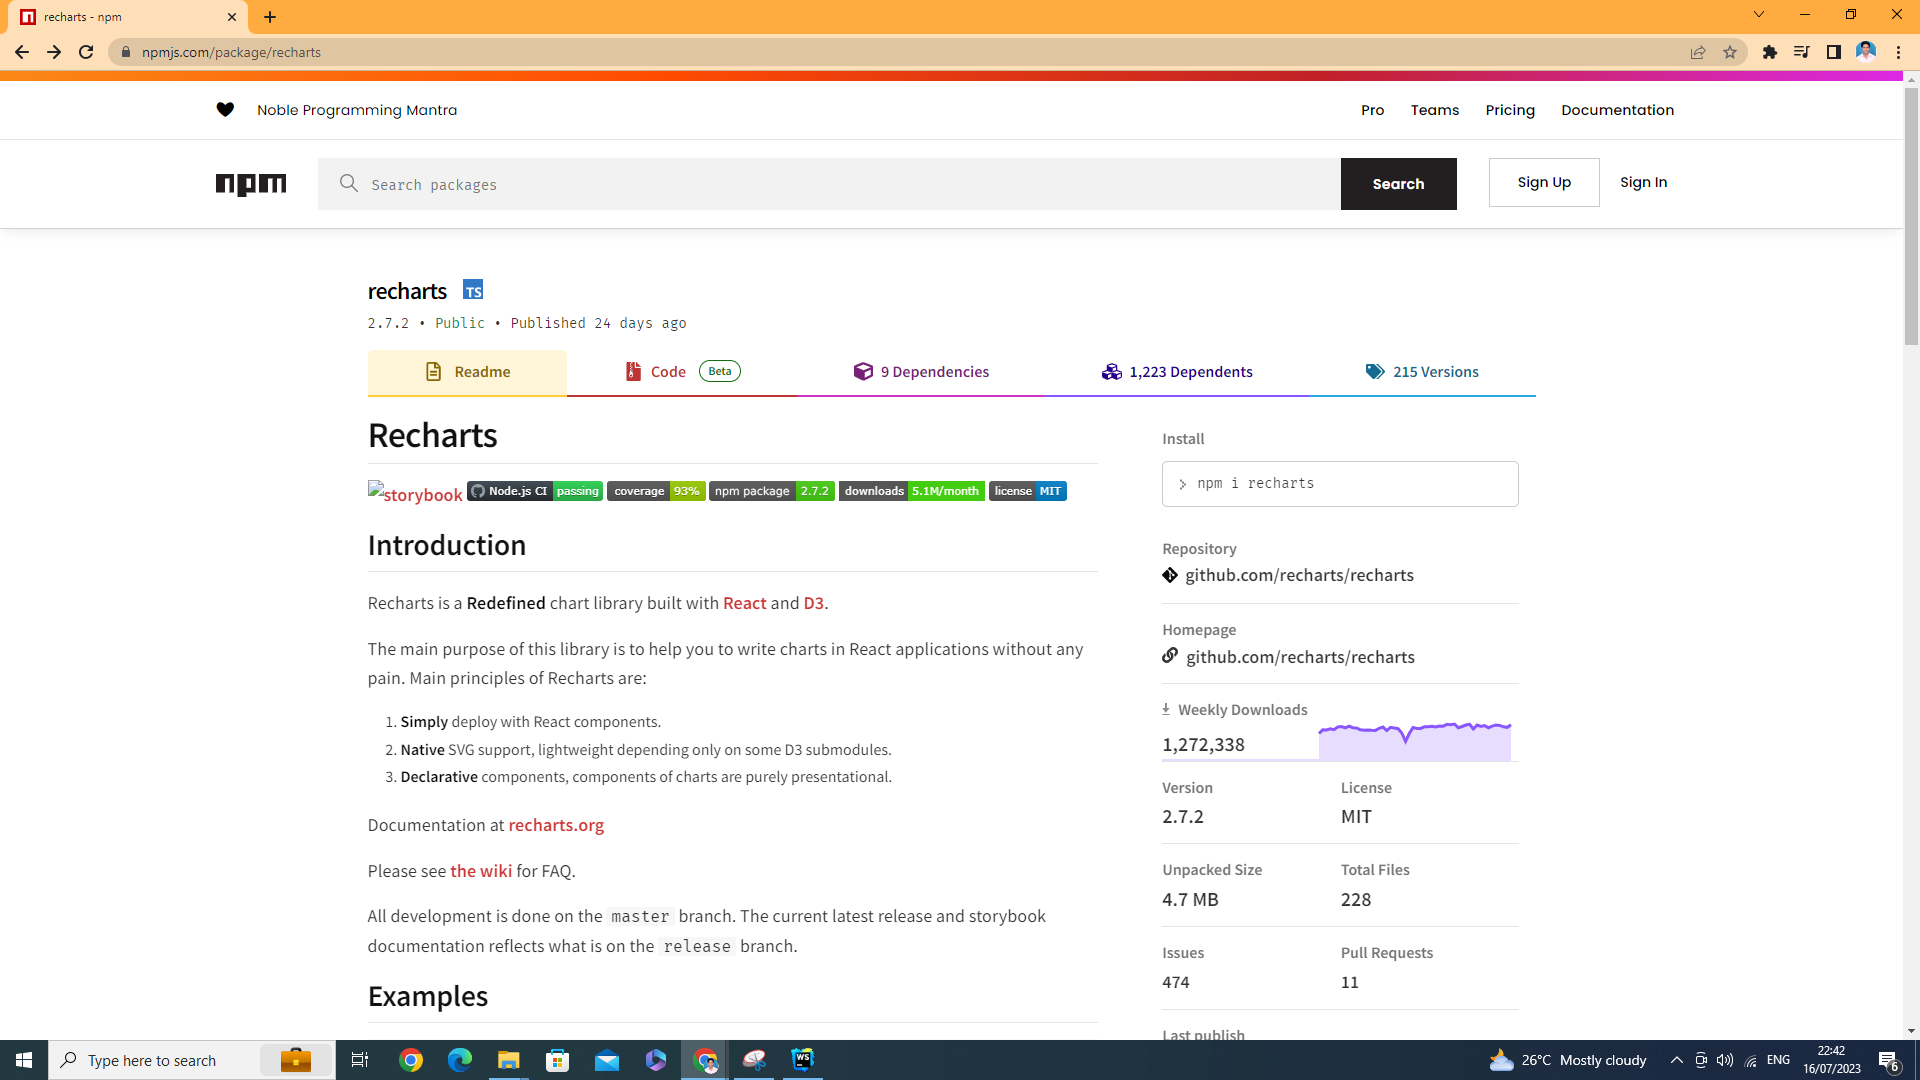 recharts - npm
npmjs.com/package/recharts
Noble Programming Mantra
Pro Teams Pricing Documentation
npm
Search packages
Search
Sign Up
Sign In
recharts TS
2.7.2 • Public • Published 24 days ago
Readme
Code Beta
9 Dependencies
1,223 Dependents
215 Versions
Recharts
storybook Node.js CI passing coverage 93% npm package 2.7.2 downloads 5.1M/month license MIT
Introduction
Recharts is a Redefined chart library built with React and D3.
The main purpose of this library is to help you to write charts in React applications without any
pain. Main principles of Recharts are:
1. Simply deploy with React components.
2. Native SVG support, lightweight depending only on some D3 submodules.
3. Declarative components, components of charts are purely presentational.
Documentation at recharts.org
Please see the wiki for FAQ.
All development is done on the master branch. The current latest release and storybook
documentation reflects what is on the release branch.
Examples
Install
npm i recharts
Repository
github.com/recharts/recharts
Homepage
github.com/recharts/recharts
Weekly Downloads
1,272,338
Version License
2.7.2 MIT
Unpacked Size Total Files
4.7 MB 228
Issues Pull Requests
474 11
Last publish
Type here to search
WS
26°C Mostly cloudy
ENG
22:42
16/07/2023
6